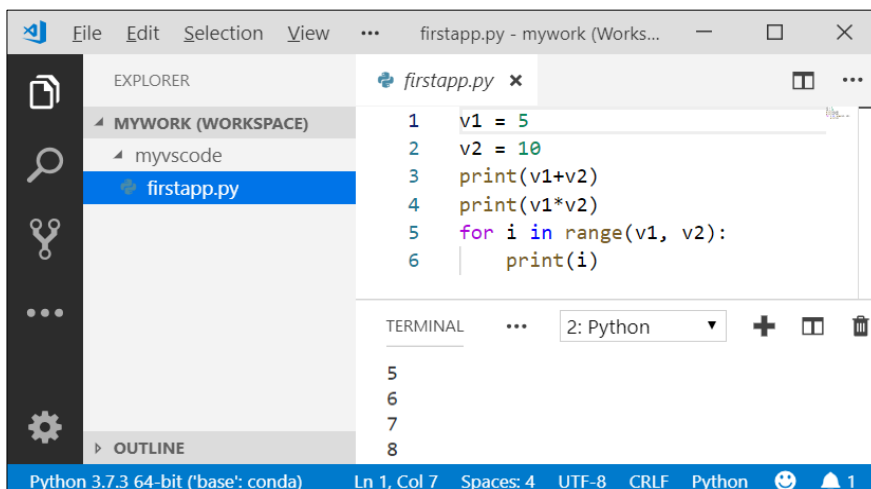 File Edit Selection View ••• firstapp.py - mywork (Works...
EXPLORER
MYWORK (WORKSPACE)
myvscode
firstapp.py
OUTLINE
firstapp.py
1 v1 = 5
2 v2 = 10
3 print(v1+v2)
4 print(v1*v2)
5 for i in range(v1, v2):
6     print(i)
TERMINAL ••• 2: Python
5
6
7
8
Python 3.7.3 64-bit ('base': conda) Ln 1, Col 7 Spaces: 4 UTF-8 CRLF Python 1